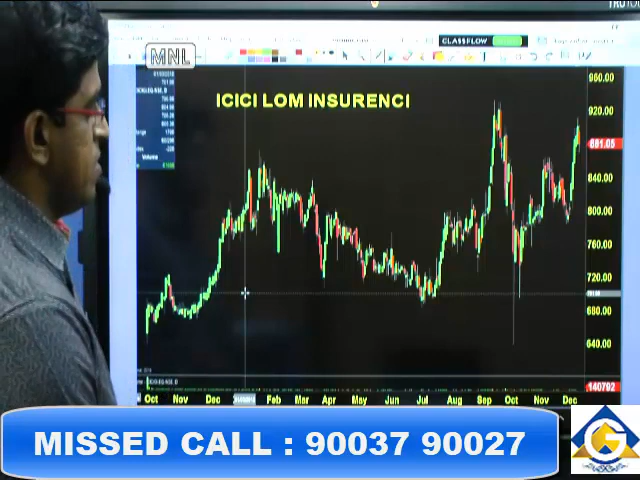 CLASSFLOW
MNL
ICICI LOM INSURENCI
960.00
920.00
881.05
840.00
800.00
760.00
720.00
680.00
640.00
Volume
140792
Oct Nov Dec Feb Mar Apr May Jun Jul Aug Sep Oct Nov Dec
MISSED CALL : 90037 90027
G